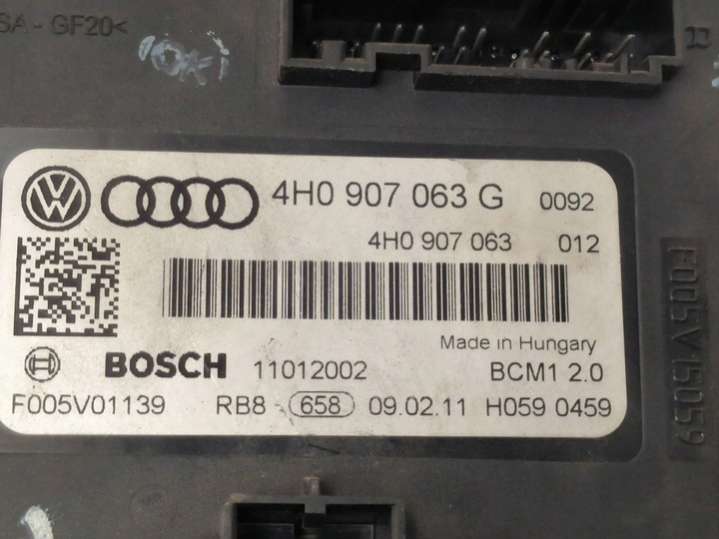 SA - GF20<
4H0 907 063 G 0092
4H0 907 063 012
Made in Hungary
BOSCH 11012002 BCM1 2.0
F005V01139 RB8 - 658 09.02.11 H059 0459
F005V15059